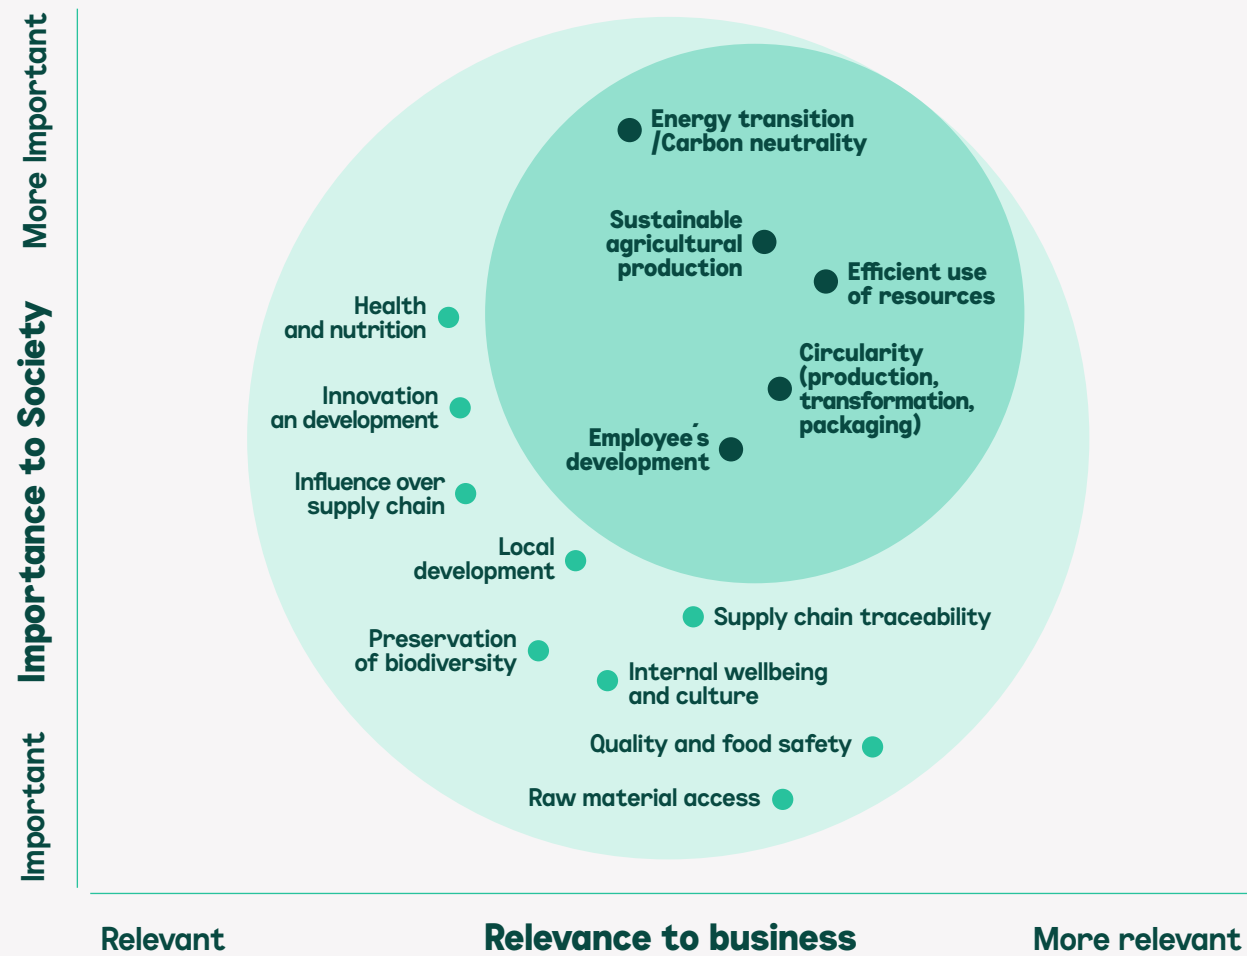 More Important
Importance to Society
Important
Energy transition
/Carbon neutrality
Sustainable
agricultural
production
Efficient use
of resources
Health
and nutrition
Circularity
(production,
transformation,
packaging)
Innovation
an development
Employee´s
development
Influence over
supply chain
Local
development
Supply chain traceability
Preservation
of biodiversity
Internal wellbeing
and culture
Quality and food safety
Raw material access
Relevant
Relevance to business
More relevant